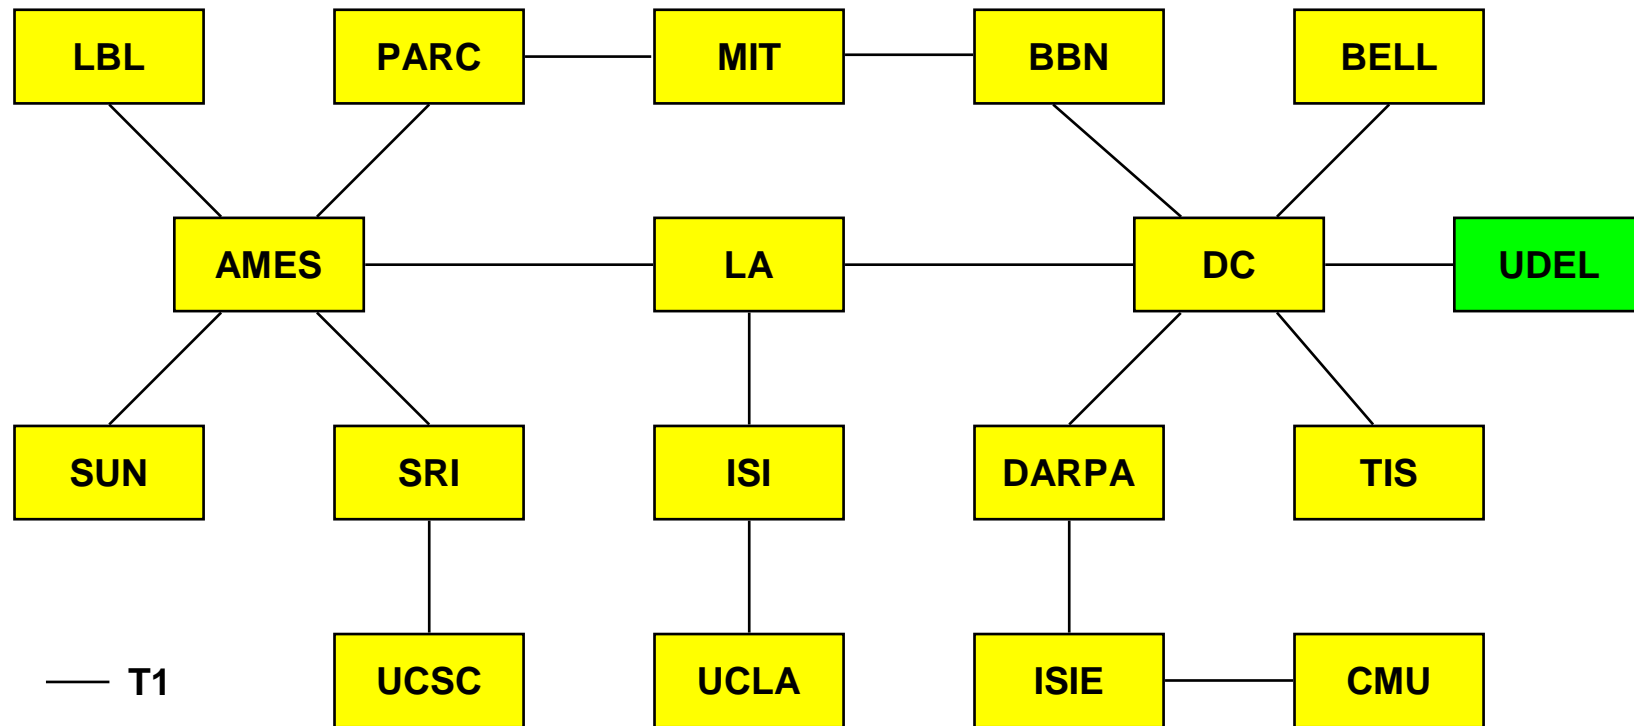 LBL
PARC
MIT
BBN
BELL
AMES
LA
DC
UDEL
SUN
SRI
ISI
DARPA
TIS
T1
UCSC
UCLA
ISIE
CMU